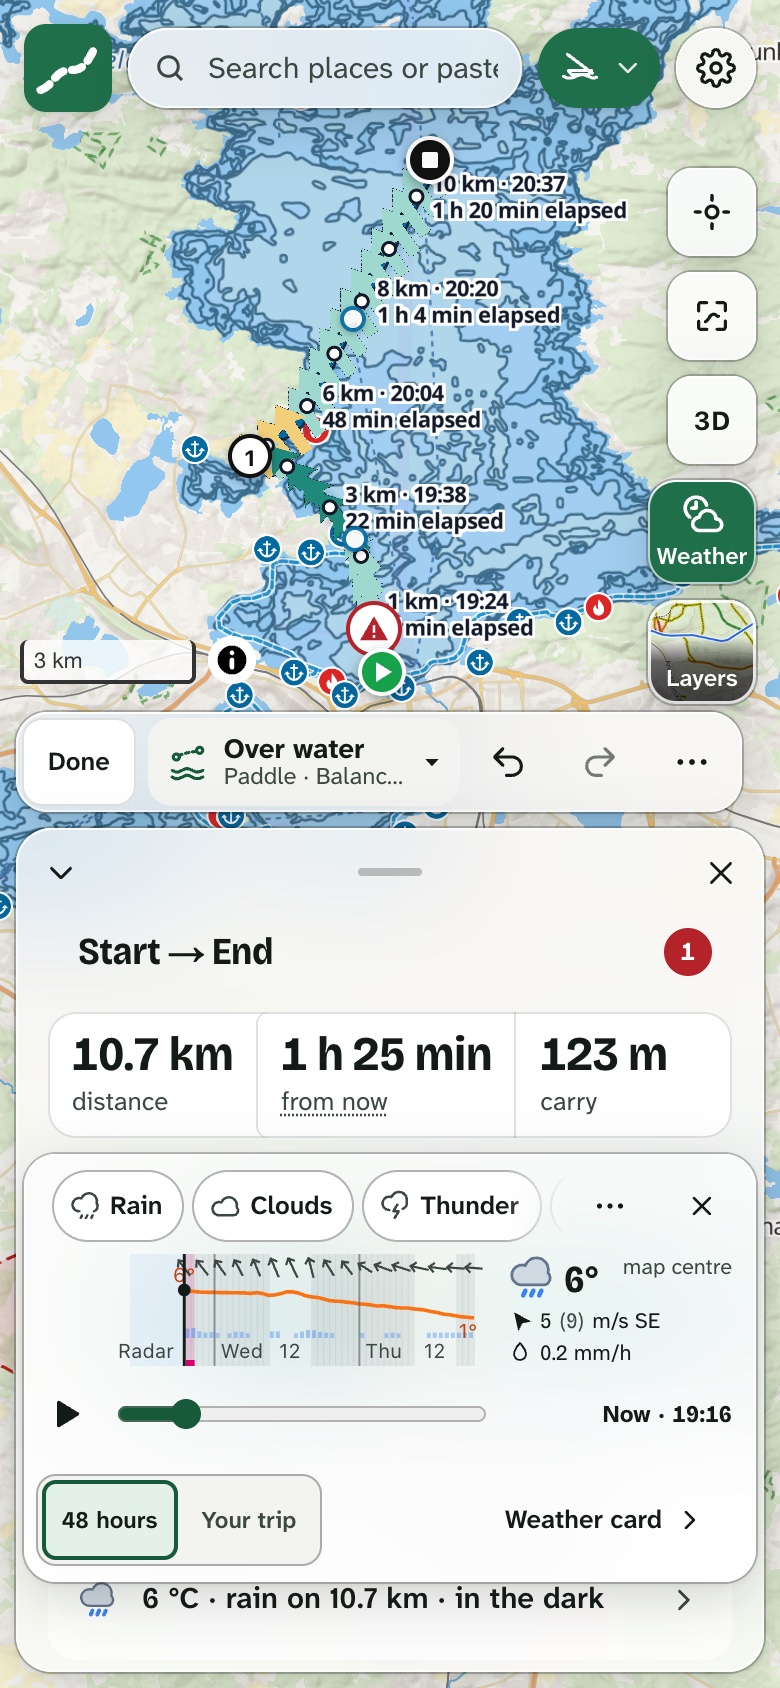 Search places or paste
10 km · 20:37
1 h 20 min elapsed
8 km · 20:20
1 h 4 min elapsed
6 km · 20:04
48 min elapsed
1
3 km · 19:38
22 min elapsed
1 km · 19:24
min elapsed
3D
Weather
Layers
3 km
Done
Over water
Paddle · Balanc...
Start → End
1
10.7 km
distance
1 h 25 min
from now
123 m
carry
Rain
Clouds
Thunder
6°
1°
Radar
Wed
12
Thu
12
6°
map centre
5 (9) m/s SE
0.2 mm/h
Now · 19:16
48 hours
Your trip
Weather card
6 °C · rain on 10.7 km · in the dark